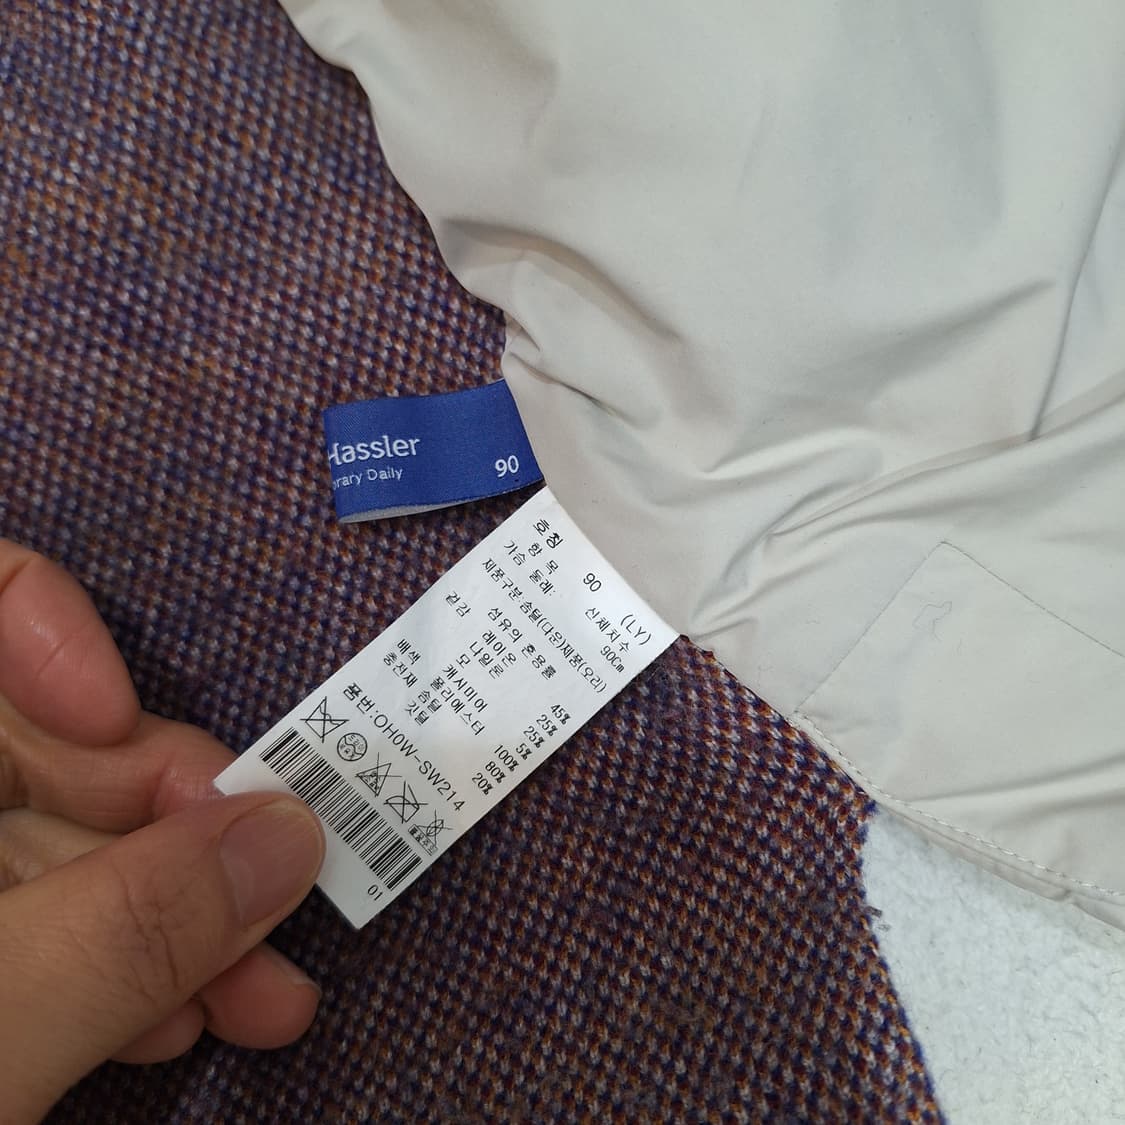 Hassler
rary Daily
90
호칭 90 (LY)
항 목 신체치수
가슴 둘레: 90Cm
제품구분:솜털(다운)제품(오리)
섬유의 혼용률
겉감 레이온 45%
나일론 25%
모 25%
캐시미어 5%
배색 폴리에스터 100%
충전재 솜털 80%
깃털 20%
품번:OH0W-SW214
01